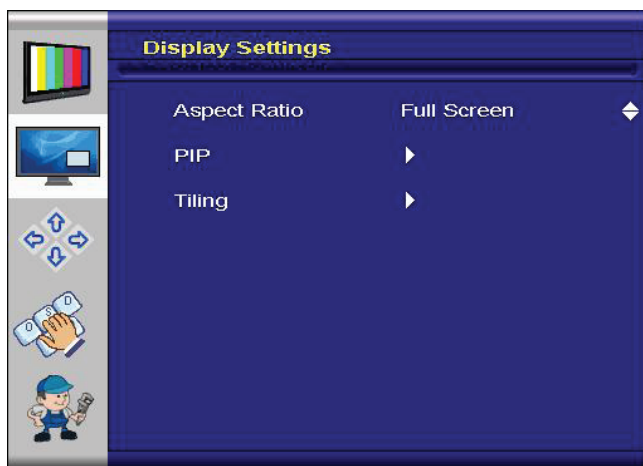 Display Settings
Aspect Ratio Full Screen
PIP
Tiling
O S D